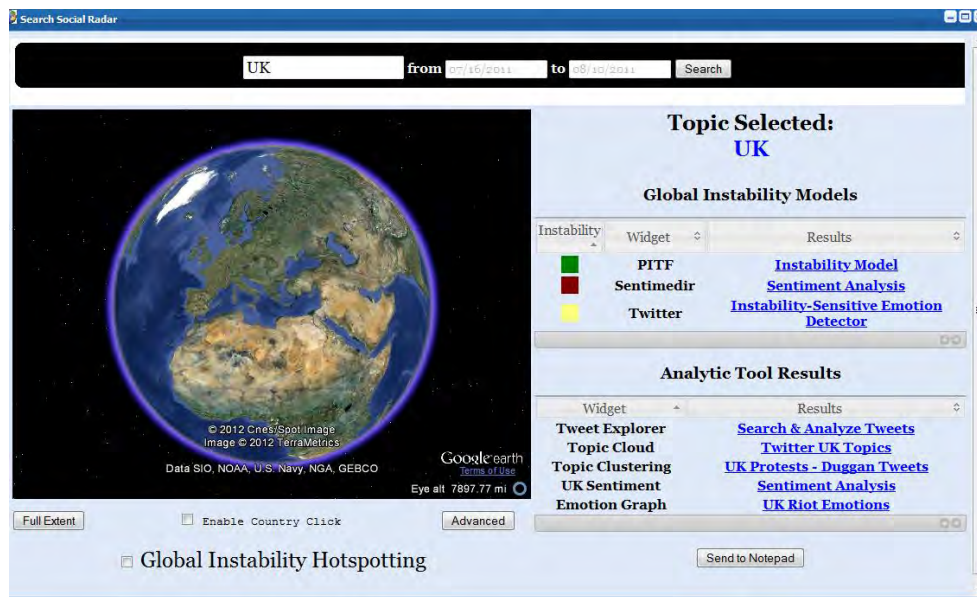 Search Social Radar
UK from 07/16/2011 to 08/10/2011 Search
Topic Selected:
UK
Global Instability Models
Instability Widget Results
PITF Instability Model
Sentimedir Sentiment Analysis
Twitter Instability-Sensitive Emotion
Detector
Analytic Tool Results
Widget Results
Tweet Explorer Search & Analyze Tweets
Topic Cloud Twitter UK Topics
Topic Clustering UK Protests - Duggan Tweets
UK Sentiment Sentiment Analysis
Emotion Graph UK Riot Emotions
Send to Notepad
© 2012 Cnes/Spot Image
Image © 2012 TerraMetrics
Data SIO, NOAA, U.S. Navy, NGA, GEBCO
Google earth
Terms of Use
Eye alt 7897.77 mi
Full Extent Enable Country Click Advanced
Global Instability Hotspotting